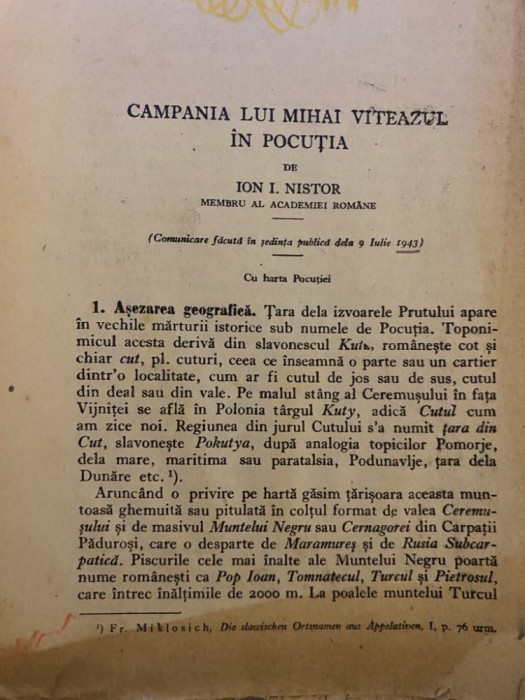 CAMPANIA LUI MIHAI VITEAZUL
ÎN POCUȚIA
DE
ION I. NISTOR
MEMBRU AL ACADEMIEI ROMÂNE
(Comunicare făcută în ședința publică dela 9 Iulie 1943)
Cu harta Pocuției
1. Așezarea geografică. Țara dela izvoarele Prutului apare
în vechile mărturii istorice sub numele de Pocuția. Toponi-
micul acesta derivă din slavonescul Kutъ, românește cot și
chiar cut, pl. cuturi, ceea ce înseamnă o parte sau un cartier
dintr'o localitate, cum ar fi cutul de jos sau de sus, cutul
din deal sau din vale. Pe malul stâng al Ceremușului în fața
Vijniței se află în Polonia târgul Kuty, adică Cutul cum
am zice noi. Regiunea din jurul Cutului s'a numit țara din
Cut, slavonește Pokutya, după analogia topicilor Pomorje,
dela mare, maritima sau paratalsia, Podunavlje, țara dela
Dunăre etc. ¹).
Aruncând o privire pe hartă găsim țărișoara aceasta mun-
toasă ghemuită sau pitulată în colțul format de valea Ceremu-
șului și de masivul Muntelui Negru sau Cernagorei din Carpații
Păduroși, care o desparte de Maramureș și de Rusia Subcar-
patică. Piscurile cele mai înalte ale Muntelui Negru poartă
nume românești ca Pop Ioan, Tomnatecul, Turcul și Pietrosul,
care întrec înălțimile de 2000 m. La poalele muntelui Turcul
¹) Fr. Miklosich, Die slawischen Ortsnamen aus Appelativen, I, p. 76 urm.